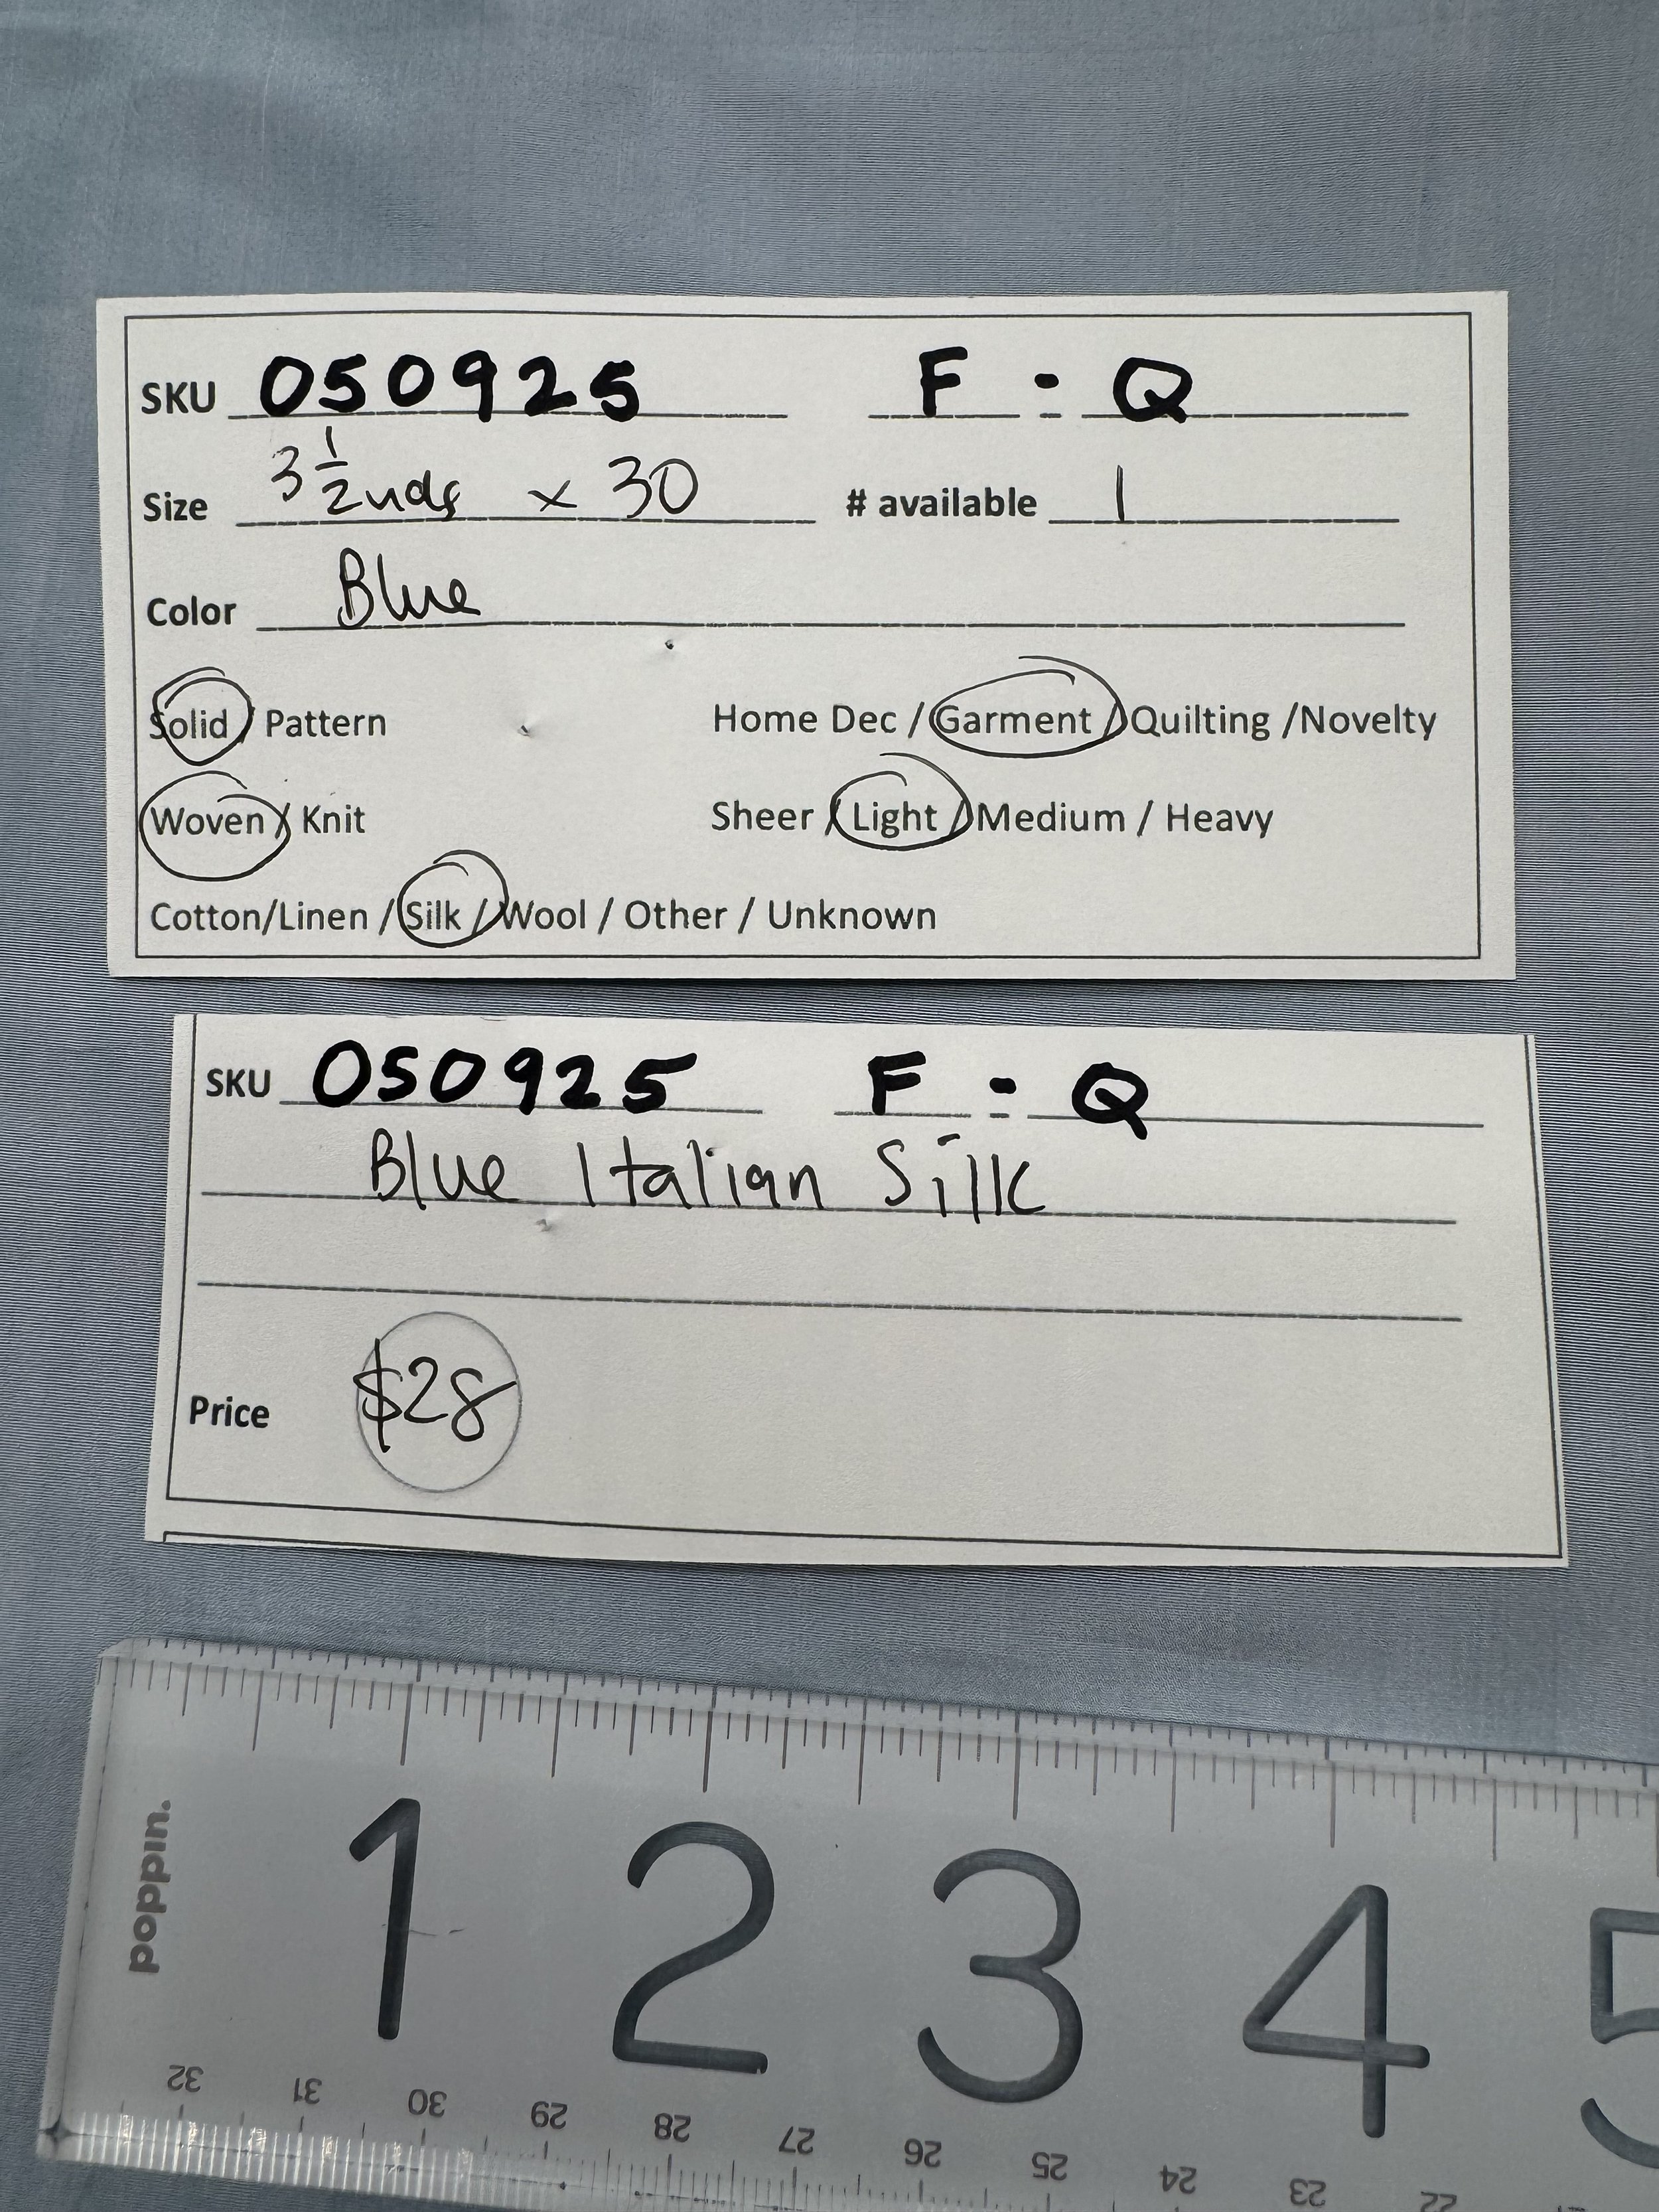 SKU 050925 F - Q
Size 3 1/2 yds x 30 # available 1
Color Blue
Solid / Pattern Home Dec / Garment / Quilting /Novelty
Woven / Knit Sheer / Light / Medium / Heavy
Cotton/Linen / Silk / Wool / Other / Unknown
SKU 050925 F - Q
Blue Italian Silk
Price $28
poppin.
1 2 3 4 5
32 31 30 29 28 27 26 25 24 23 22